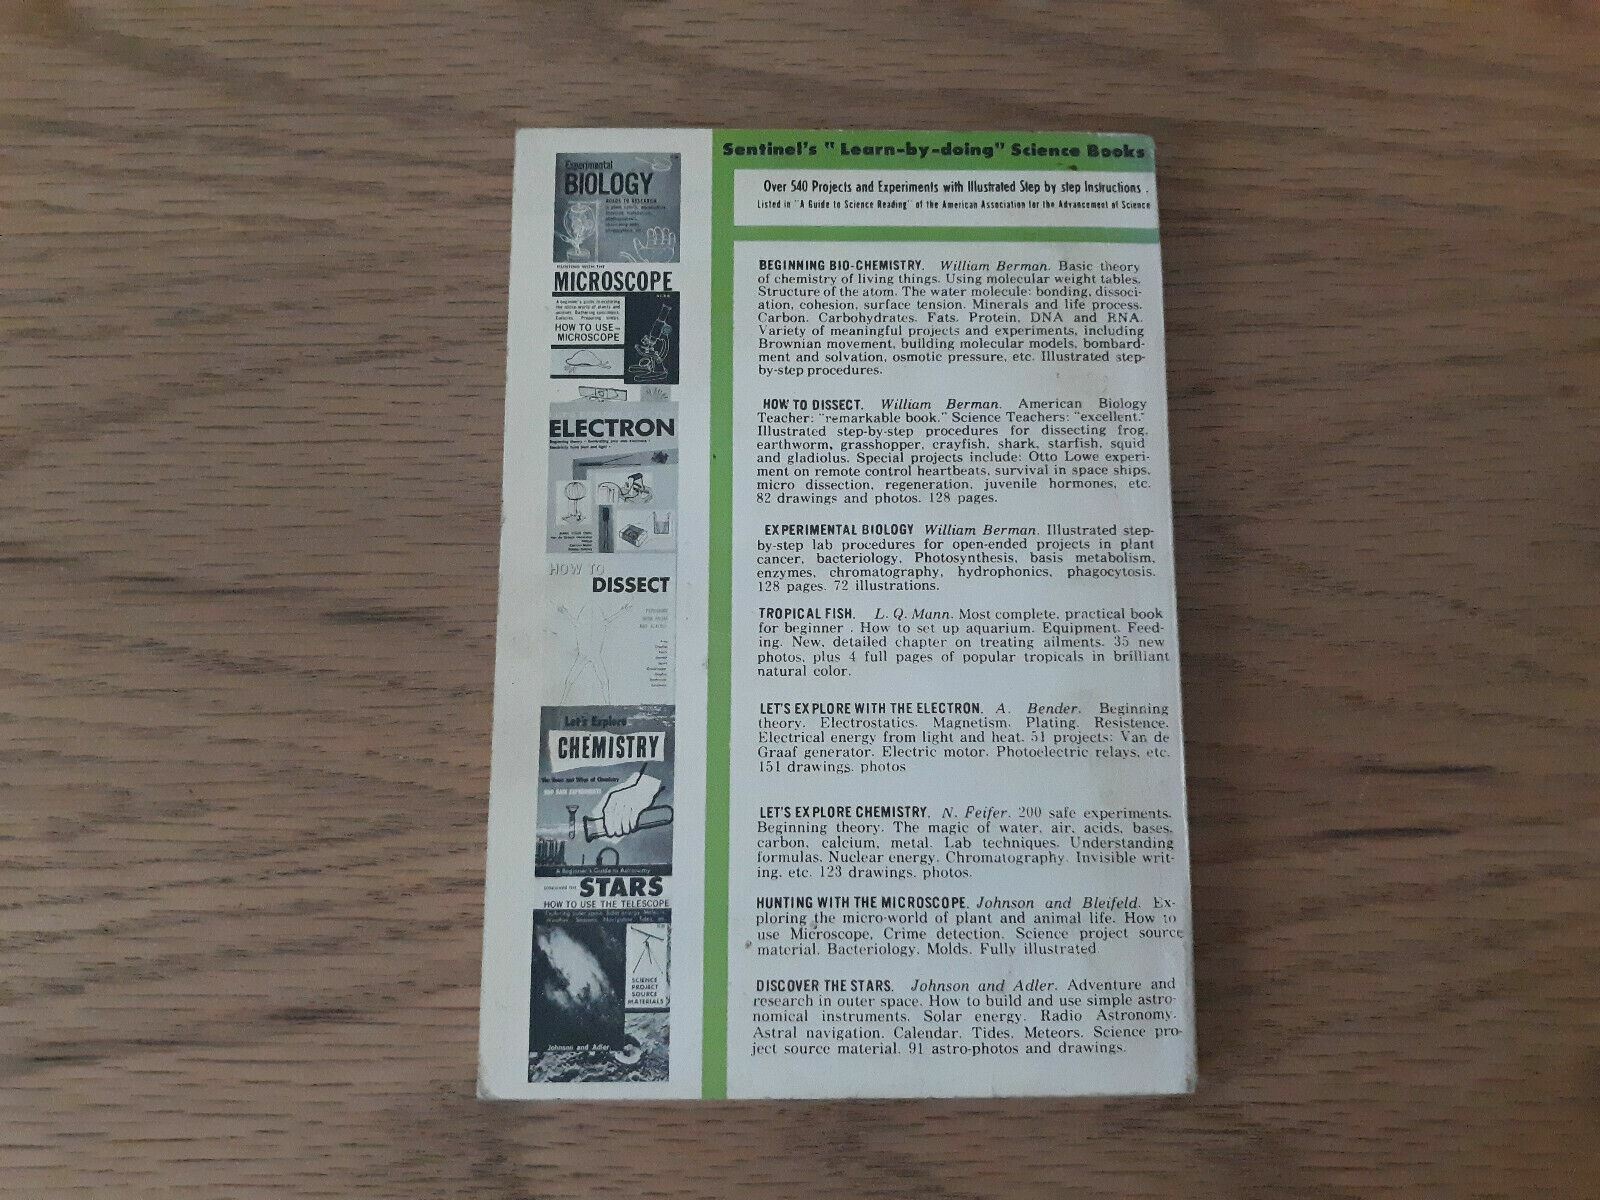 Sentinel's " Learn-by-doing" Science Books
Over 540 Projects and Experiments with Illustrated Step by step Instructions .
Listed in "A Guide to Science Reading" of the American Association for the Advancement of Science
BEGINNING BIO-CHEMISTRY. William Berman. Basic theory
of chemistry of living things. Using molecular weight tables.
Structure of the atom. The water molecule: bonding, dissoci-
ation, cohesion, surface tension. Minerals and life process.
Carbon. Carbohydrates. Fats. Protein, DNA and RNA.
Variety of meaningful projects and experiments, including
Brownian movement, building molecular models, bombard-
ment and solvation, osmotic pressure, etc. Illustrated step-
by-step procedures.
HOW TO DISSECT. William Berman. American Biology
Teacher: "remarkable book." Science Teachers: "excellent."
Illustrated step-by-step procedures for dissecting frog,
earthworm, grasshopper, crayfish, shark, starfish, squid
and gladiolus. Special projects include: Otto Lowe experi-
ment on remote control heartbeats, survival in space ships,
micro dissection, regeneration, juvenile hormones, etc.
82 drawings and photos. 128 pages.
EXPERIMENTAL BIOLOGY William Berman. Illustrated step-
by-step lab procedures for open-ended projects in plant
cancer, bacteriology, Photosynthesis, basis metabolism,
enzymes, chromatography, hydrophonics, phagocytosis.
128 pages. 72 illustrations.
TROPICAL FISH. L. Q. Mann. Most complete, practical book
for beginner . How to set up aquarium. Equipment. Feed-
ing. New, detailed chapter on treating ailments. 35 new
photos, plus 4 full pages of popular tropicals in brilliant
natural color.
LET'S EXPLORE WITH THE ELECTRON. A. Bender. Beginning
theory. Electrostatics. Magnetism. Plating. Resistence.
Electrical energy from light and heat. 51 projects: Van de
Graaf generator. Electric motor. Photoelectric relays, etc.
151 drawings. photos
LET'S EXPLORE CHEMISTRY. N. Feifer. 200 safe experiments.
Beginning theory. The magic of water, air, acids, bases,
carbon, calcium, metal. Lab techniques. Understanding
formulas. Nuclear energy. Chromatography. Invisible writ-
ing, etc. 123 drawings. photos.
HUNTING WITH THE MICROSCOPE. Johnson and Bleifeld. Ex-
ploring the micro-world of plant and animal life. How to
use Microscope, Crime detection. Science project source
material. Bacteriology. Molds. Fully illustrated.
DISCOVER THE STARS. Johnson and Adler. Adventure and
research in outer space. How to build and use simple astro-
nomical instruments. Solar energy. Radio Astronomy.
Astral navigation. Calendar. Tides. Meteors. Science pro-
ject source material. 91 astro-photos and drawings.
Experimental
BIOLOGY
ROADS TO RESEARCH
HUNTING WITH THE
MICROSCOPE
HOW TO USE
MICROSCOPE
ELECTRON
HOW TO
DISSECT
Let's Explore
CHEMISTRY
The Hows and Whys of Chemistry
200 SAFE EXPERIMENTS
A Beginner's Guide to Astronomy
STARS
HOW TO USE THE TELESCOPE
SCIENCE
PROJECT
SOURCE
MATERIALS
Johnson and Adler